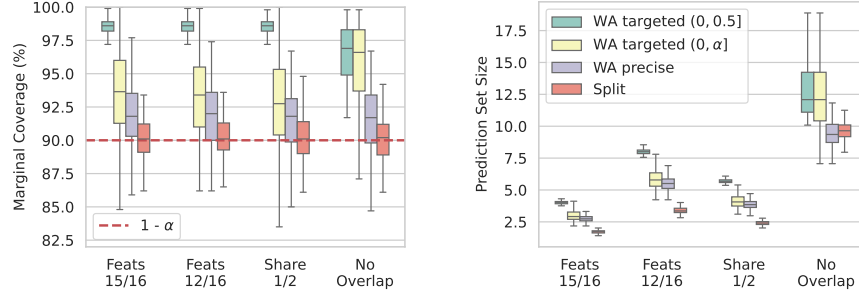 Marginal Coverage (%)
100.0
97.5
95.0
92.5
90.0
87.5
85.0
82.5
1 - α
Feats
15/16
Feats
12/16
Share
1/2
No
Overlap
Prediction Set Size
17.5
15.0
12.5
10.0
7.5
5.0
2.5
WA targeted (0, 0.5]
WA targeted (0, α]
WA precise
Split
Feats
15/16
Feats
12/16
Share
1/2
No
Overlap